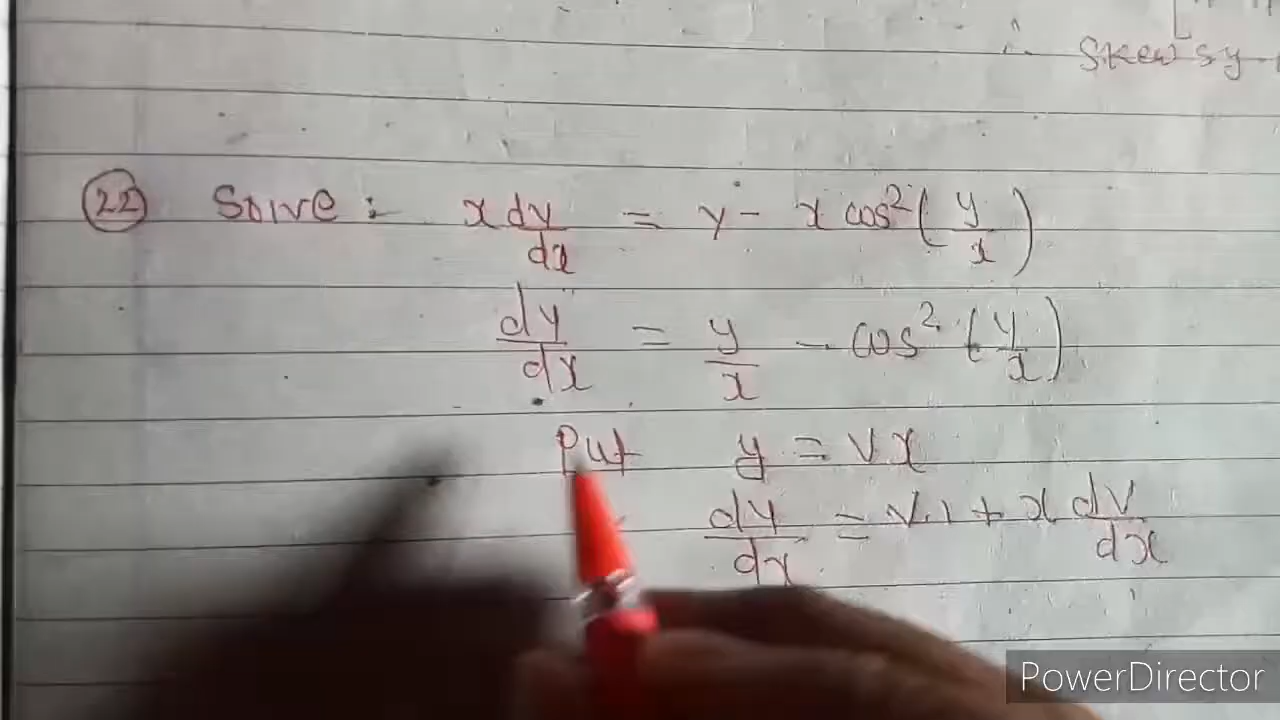 ∴ Skew sy
(22) Solve :- x dy/dx = y - x cos²(y/x)
dy/dx = y/x - cos²(y/x)
Put y = vx
dy/dx = v.1 + x dv/dx
PowerDirector